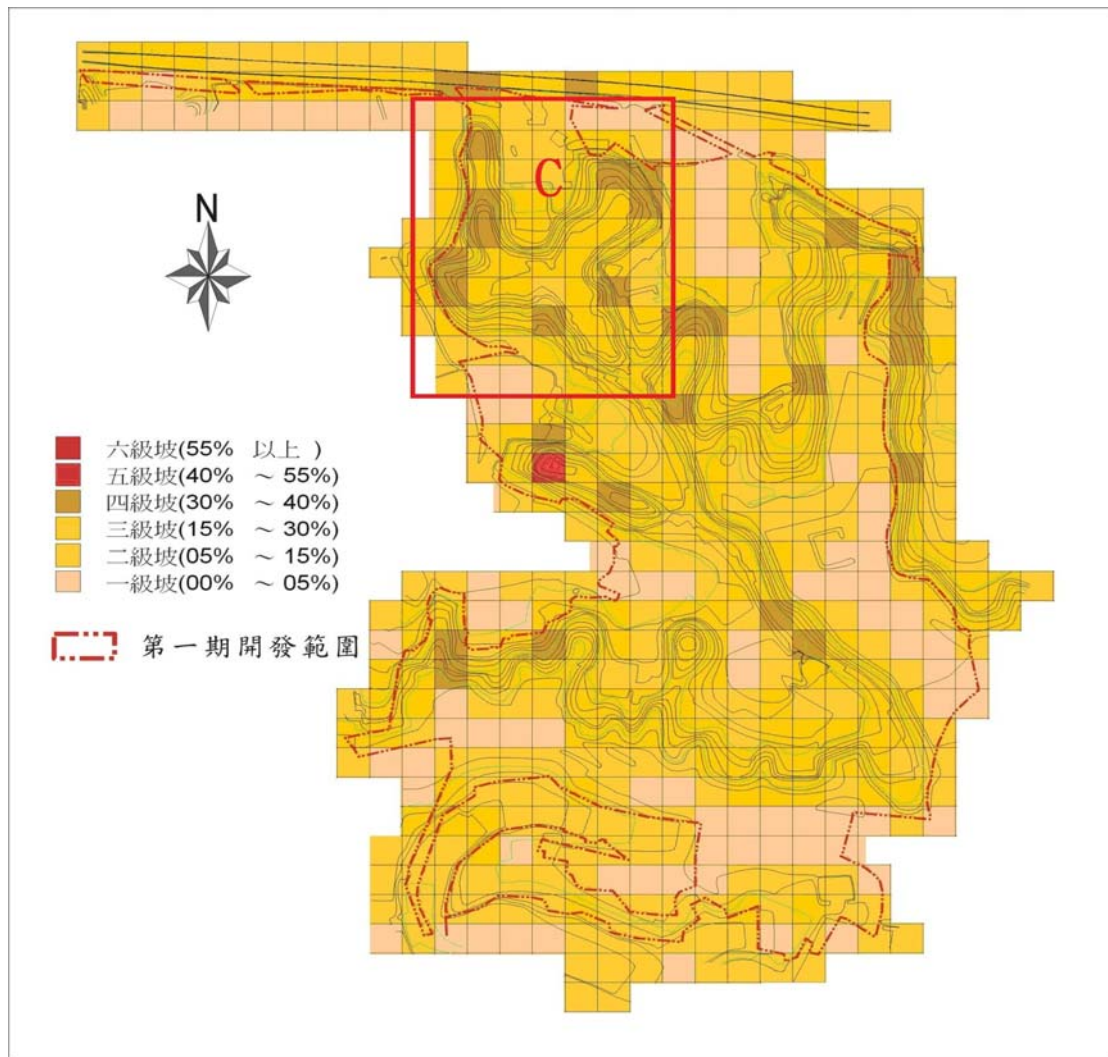 C
N
六級坡(55% 以上 )
五級坡(40% ～ 55%)
四級坡(30% ～ 40%)
三級坡(15% ～ 30%)
二級坡(05% ～ 15%)
一級坡(00% ～ 05%)
第一期開發範圍